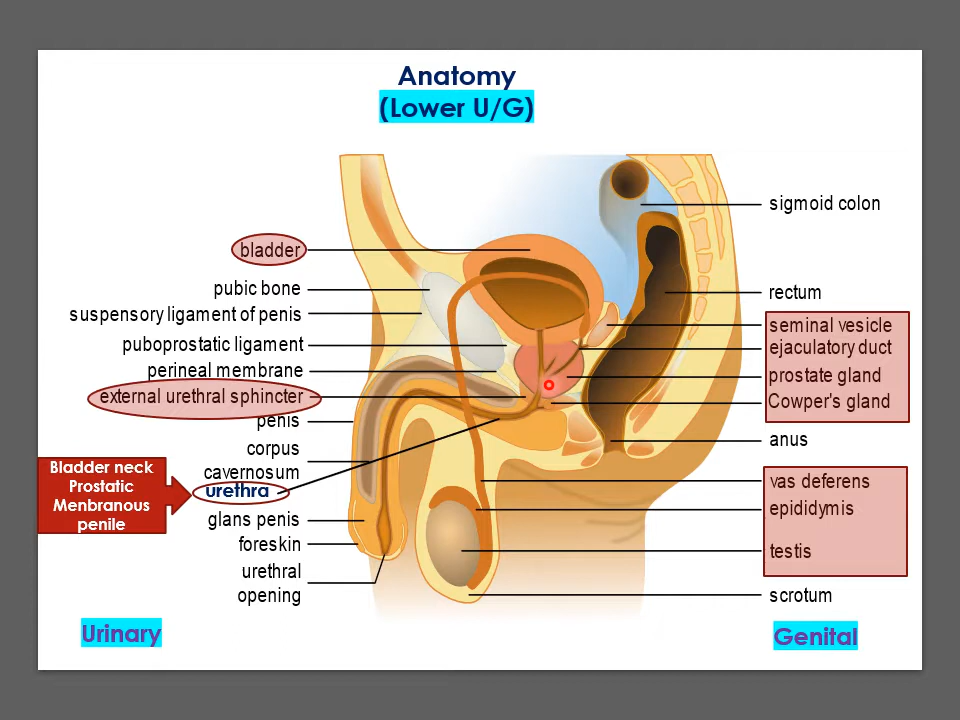 Anatomy
(Lower U/G)
bladder
pubic bone
suspensory ligament of penis
puboprostatic ligament
perineal membrane
external urethral sphincter
penis
corpus
cavernosum
urethra
glans penis
foreskin
urethral
opening
Bladder neck
Prostatic
Menbranous
penile
Urinary
sigmoid colon
rectum
seminal vesicle
ejaculatory duct
prostate gland
Cowper's gland
anus
vas deferens
epididymis
testis
scrotum
Genital